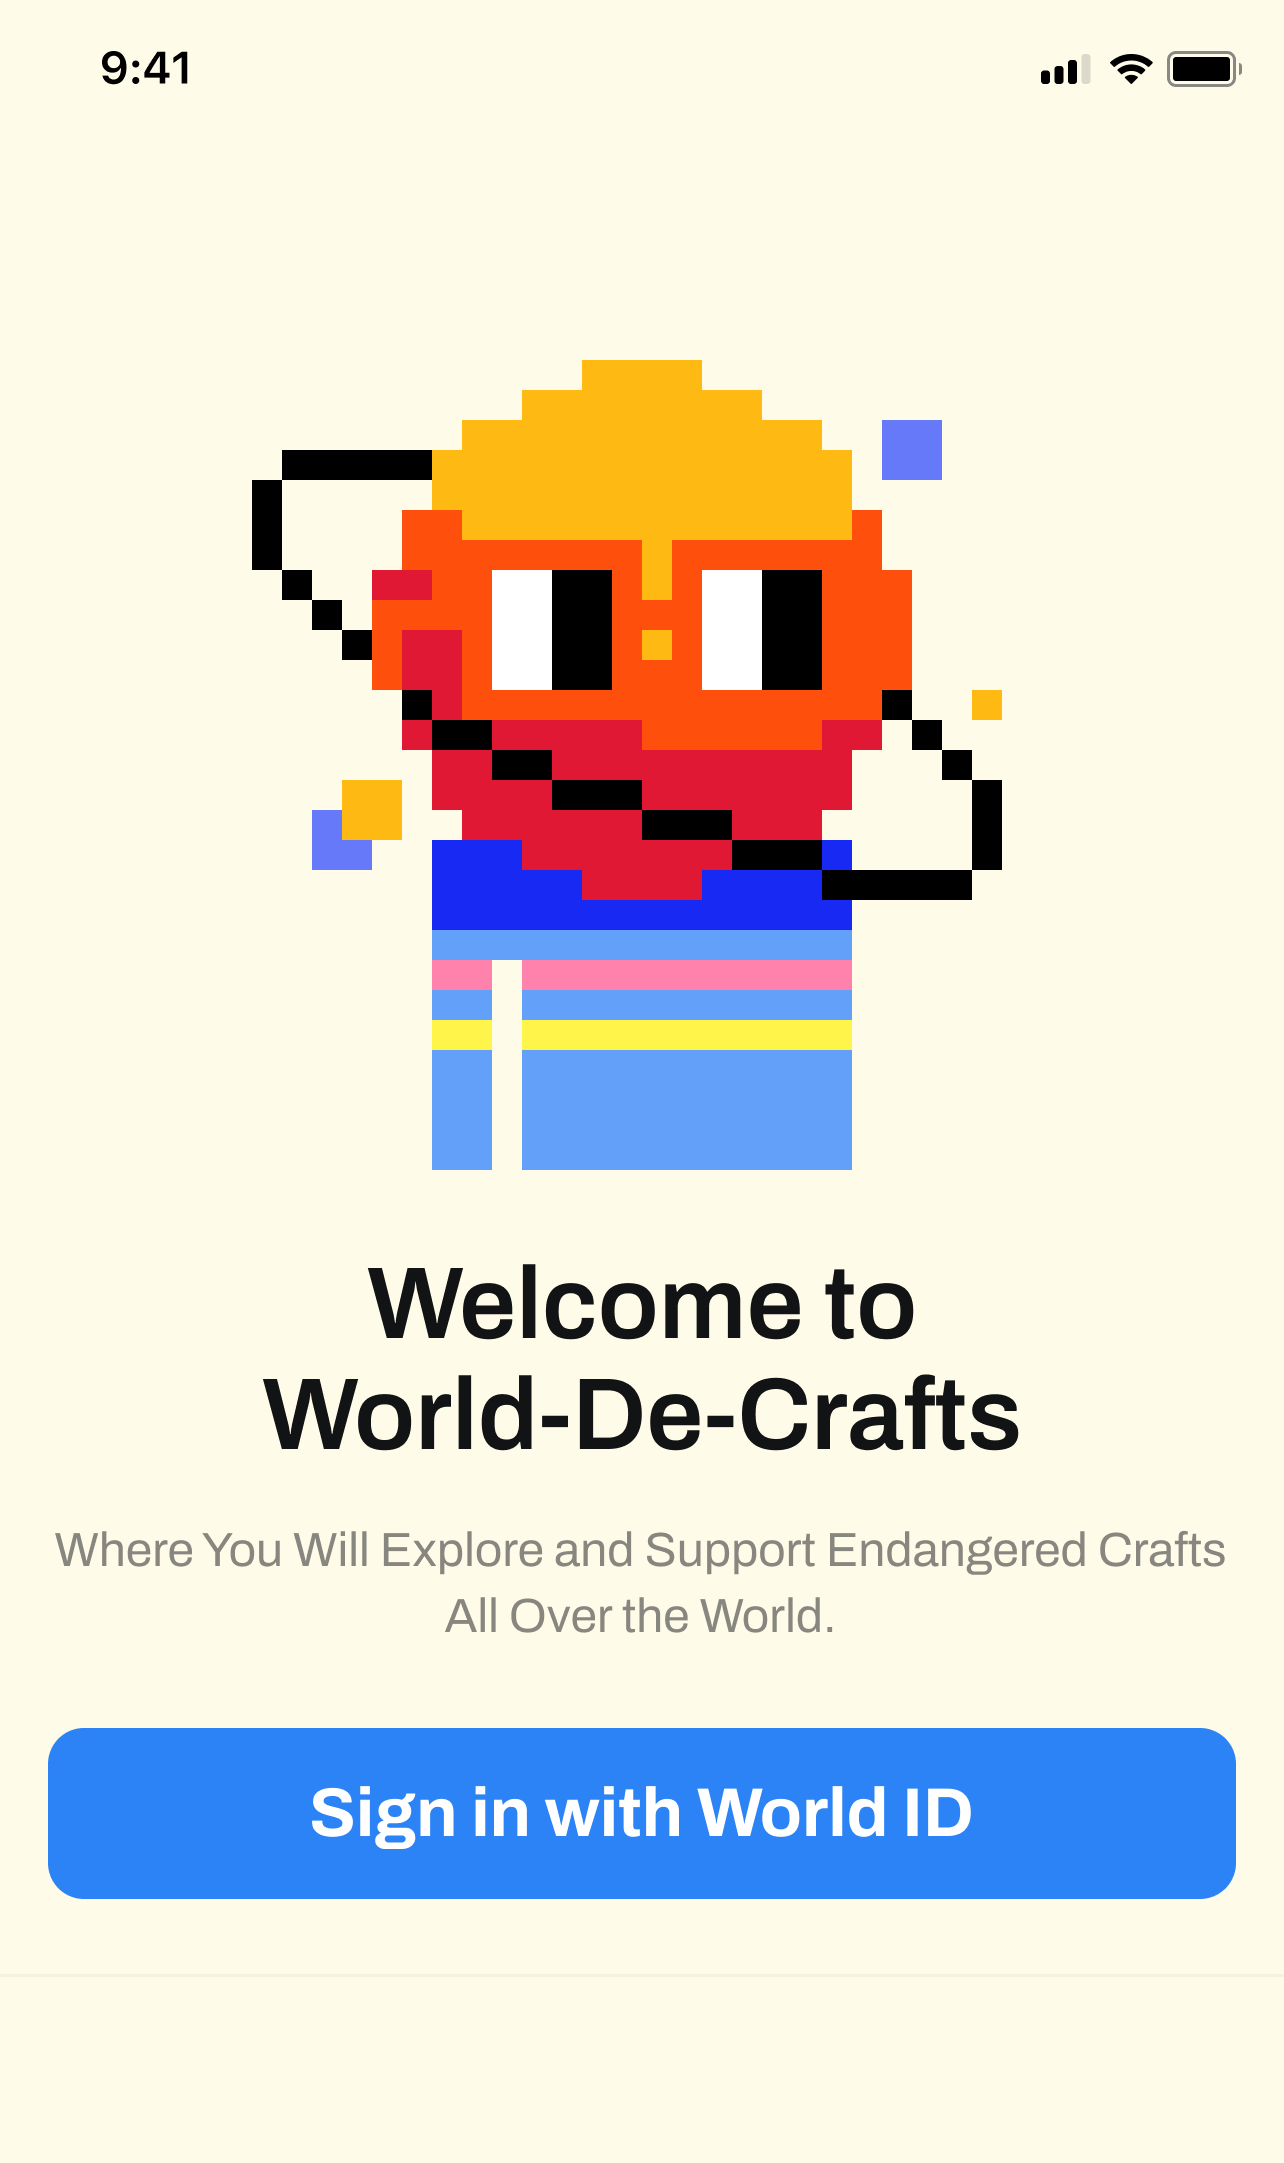 9:41
Welcome to
World-De-Crafts
Where You Will Explore and Support Endangered Crafts
All Over the World.
Sign in with World ID